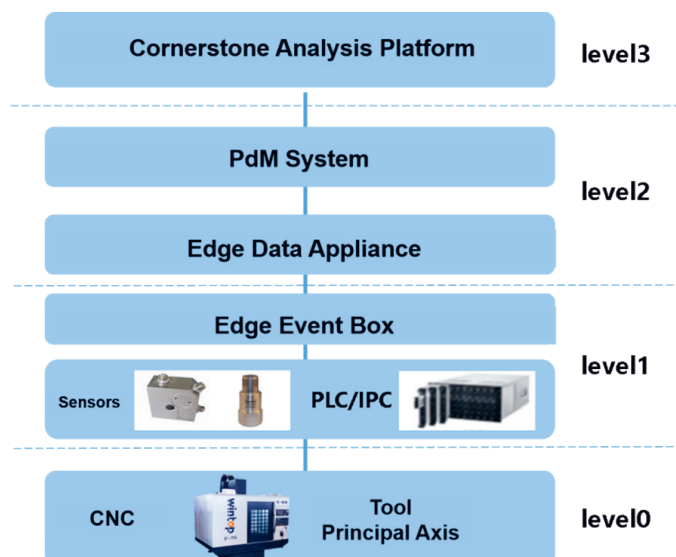 Cornerstone Analysis Platform
level3
PdM System
level2
Edge Data Appliance
Edge Event Box
level1
Sensors
PLC/IPC
CNC
wintop
Tool
Principal Axis
level0